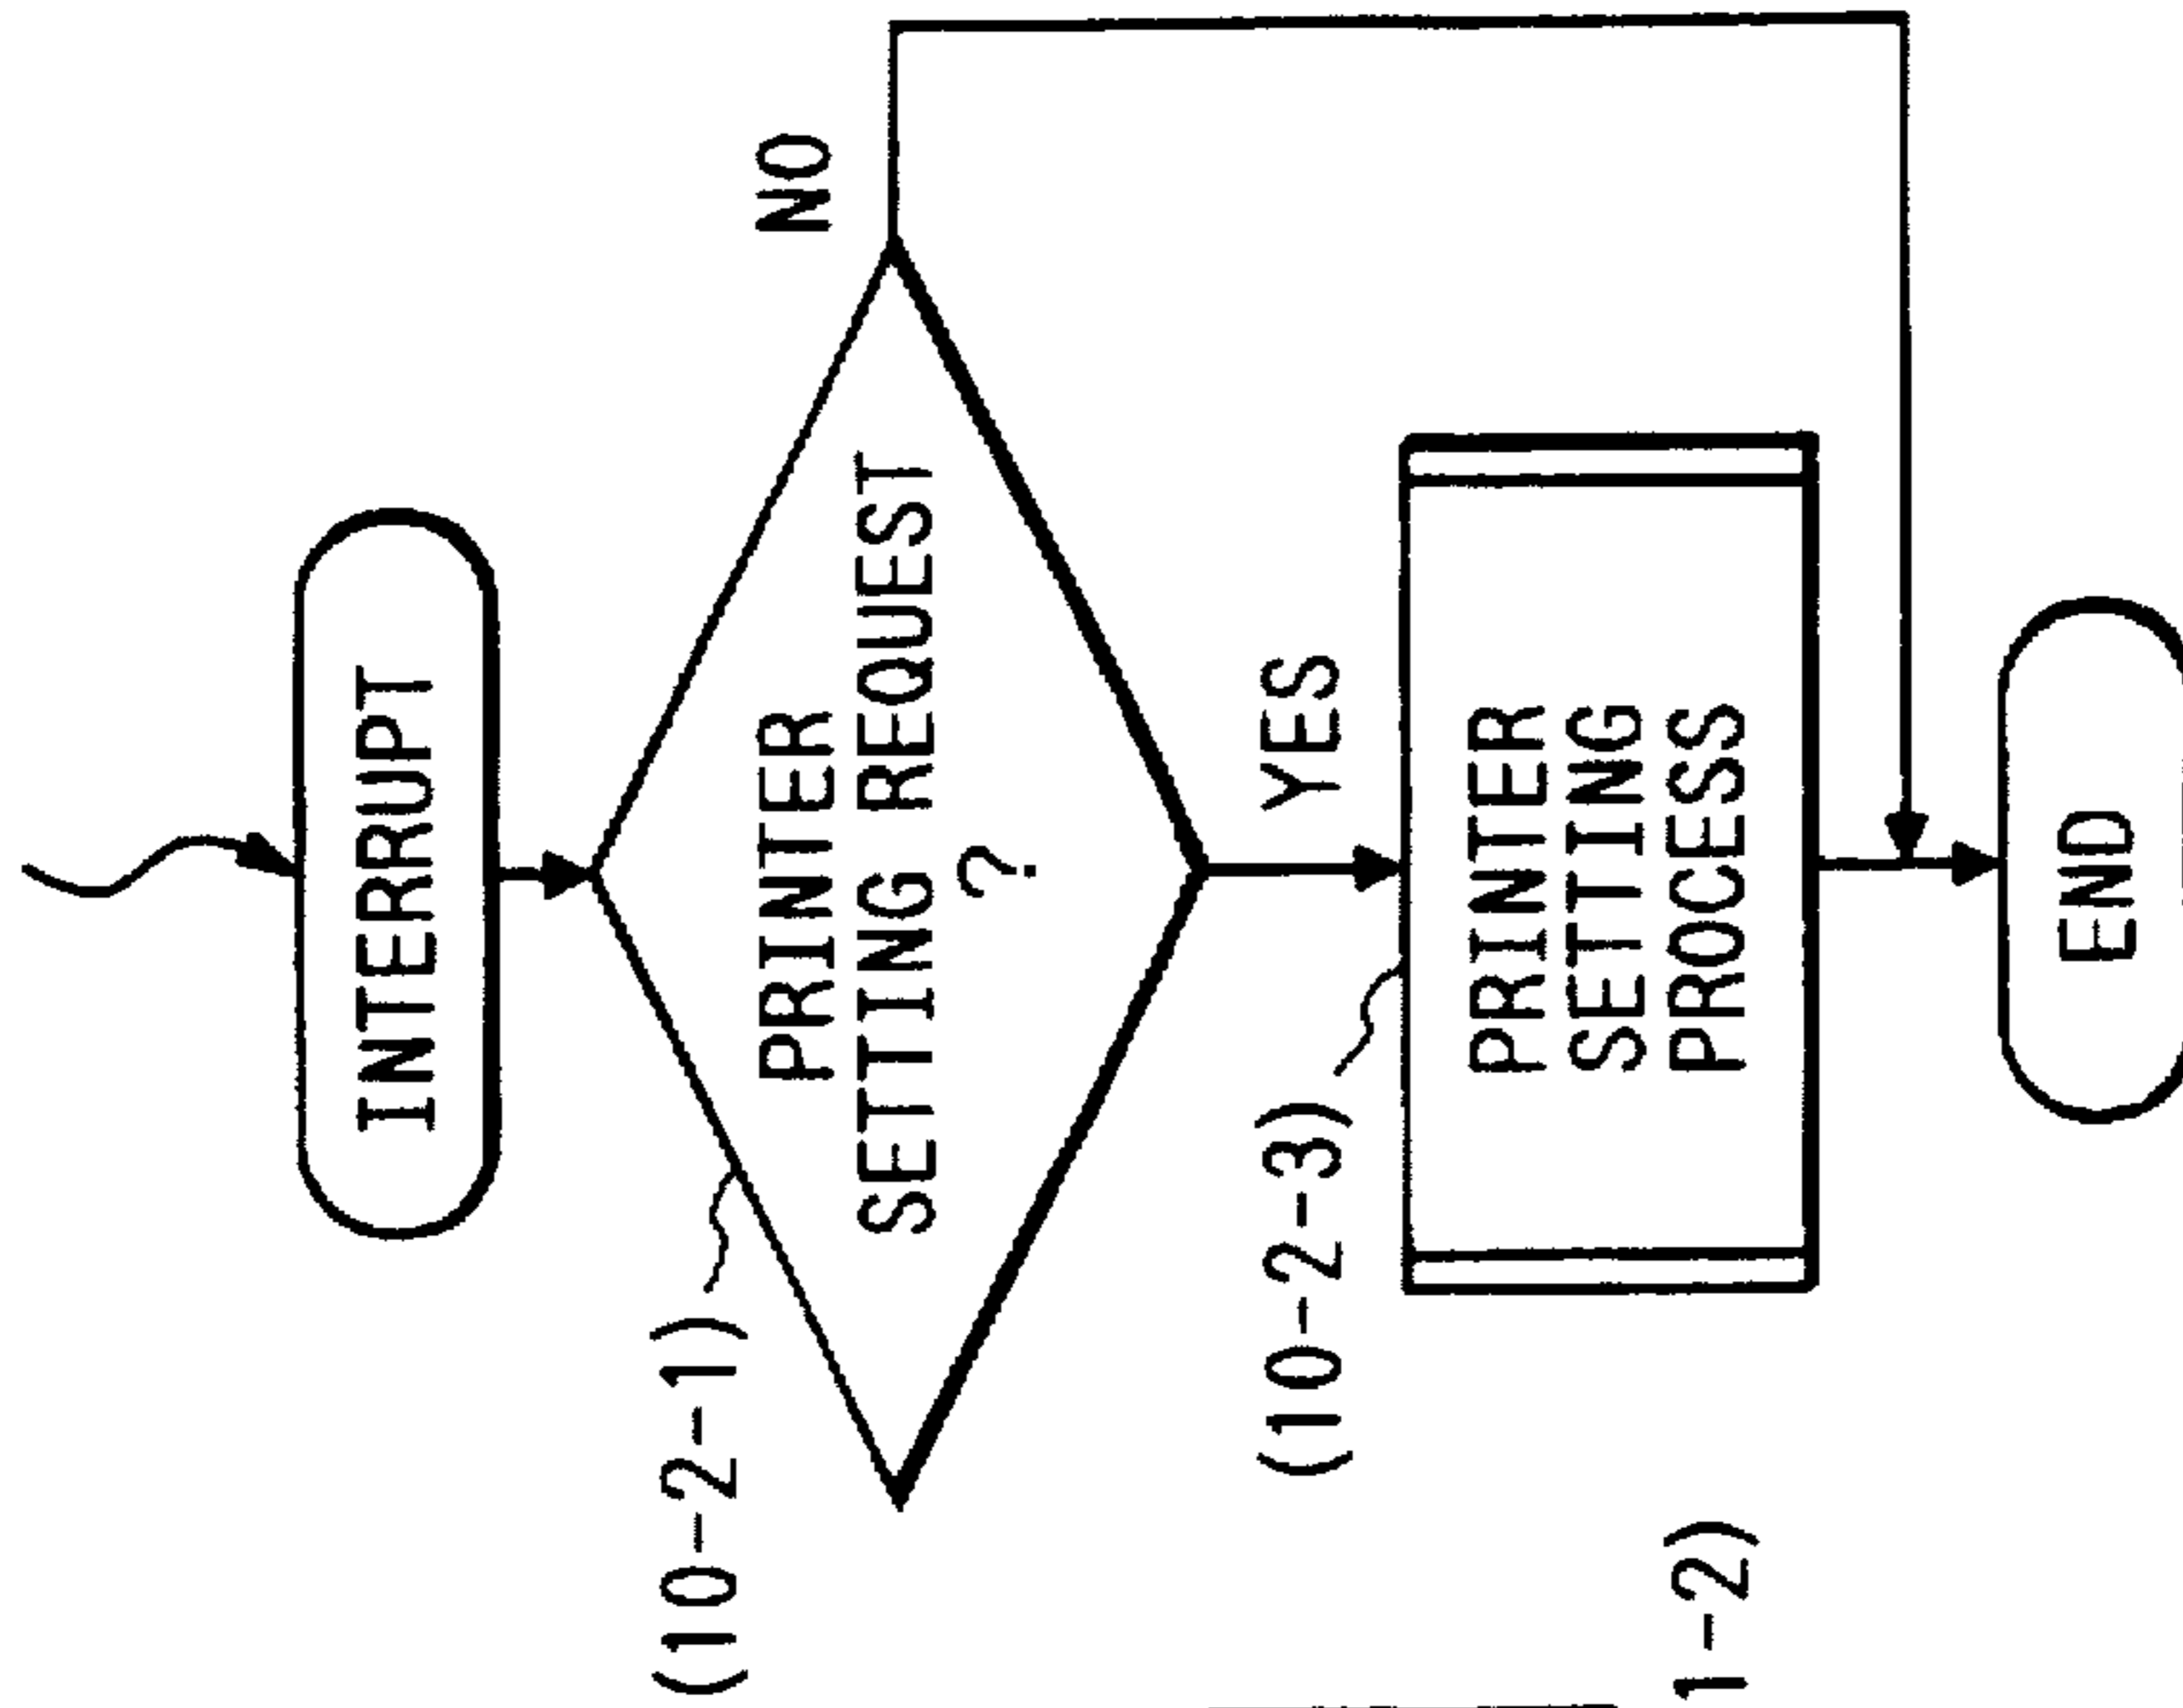 INTERRUPT
(10-2-1)
PRINTER
SETTING REQUEST
?
NO
YES
(10-2-3)
PRINTER
SETTING
PROCESS
1-2)
END